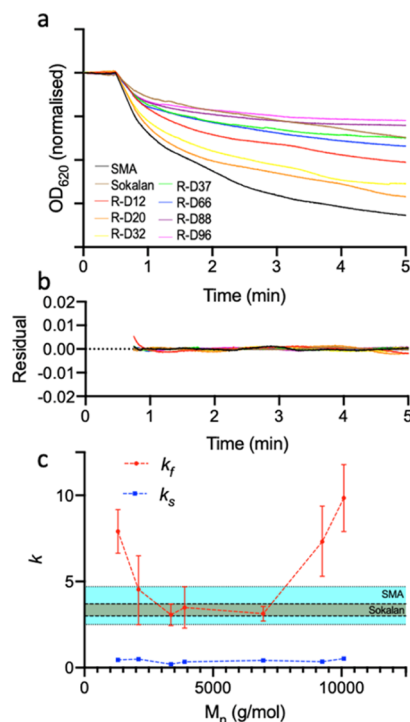 a
OD620 (normalised)
SMA
Sokalan
R-D12
R-D20
R-D32
R-D37
R-D66
R-D88
R-D96
1 2 3 4 5
Time (min)
b
Residual
0.02
0.01
0.00
-0.01
-0.02
0 1 2 3 4 5
Time (min)
c
kf
ks
k
10
5
0
SMA
Sokalan
0 5000 10000
Mn (g/mol)